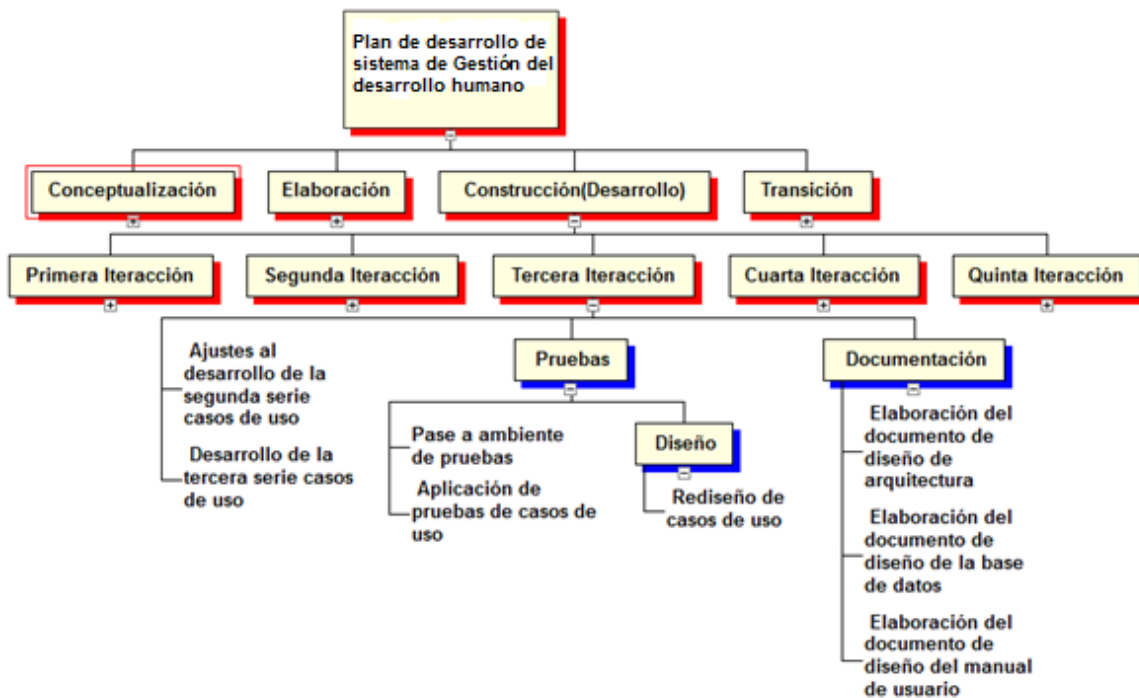 Plan de desarrollo de
sistema de Gestión del
desarrollo humano
Conceptualización
Elaboración
Construcción(Desarrollo)
Transición
Primera Iteracción
Segunda Iteracción
Tercera Iteracción
Cuarta Iteracción
Quinta Iteracción
Ajustes al
desarrollo de la
segunda serie
casos de uso
Desarrollo de la
tercera serie casos
de uso
Pruebas
Pase a ambiente
de pruebas
Aplicación de
pruebas de casos de
uso
Diseño
Rediseño de
casos de uso
Documentación
Elaboración del
documento de
diseño de
arquitectura
Elaboración del
documento de
diseño de la base
de datos
Elaboración del
documento de
diseño del manual
de usuario